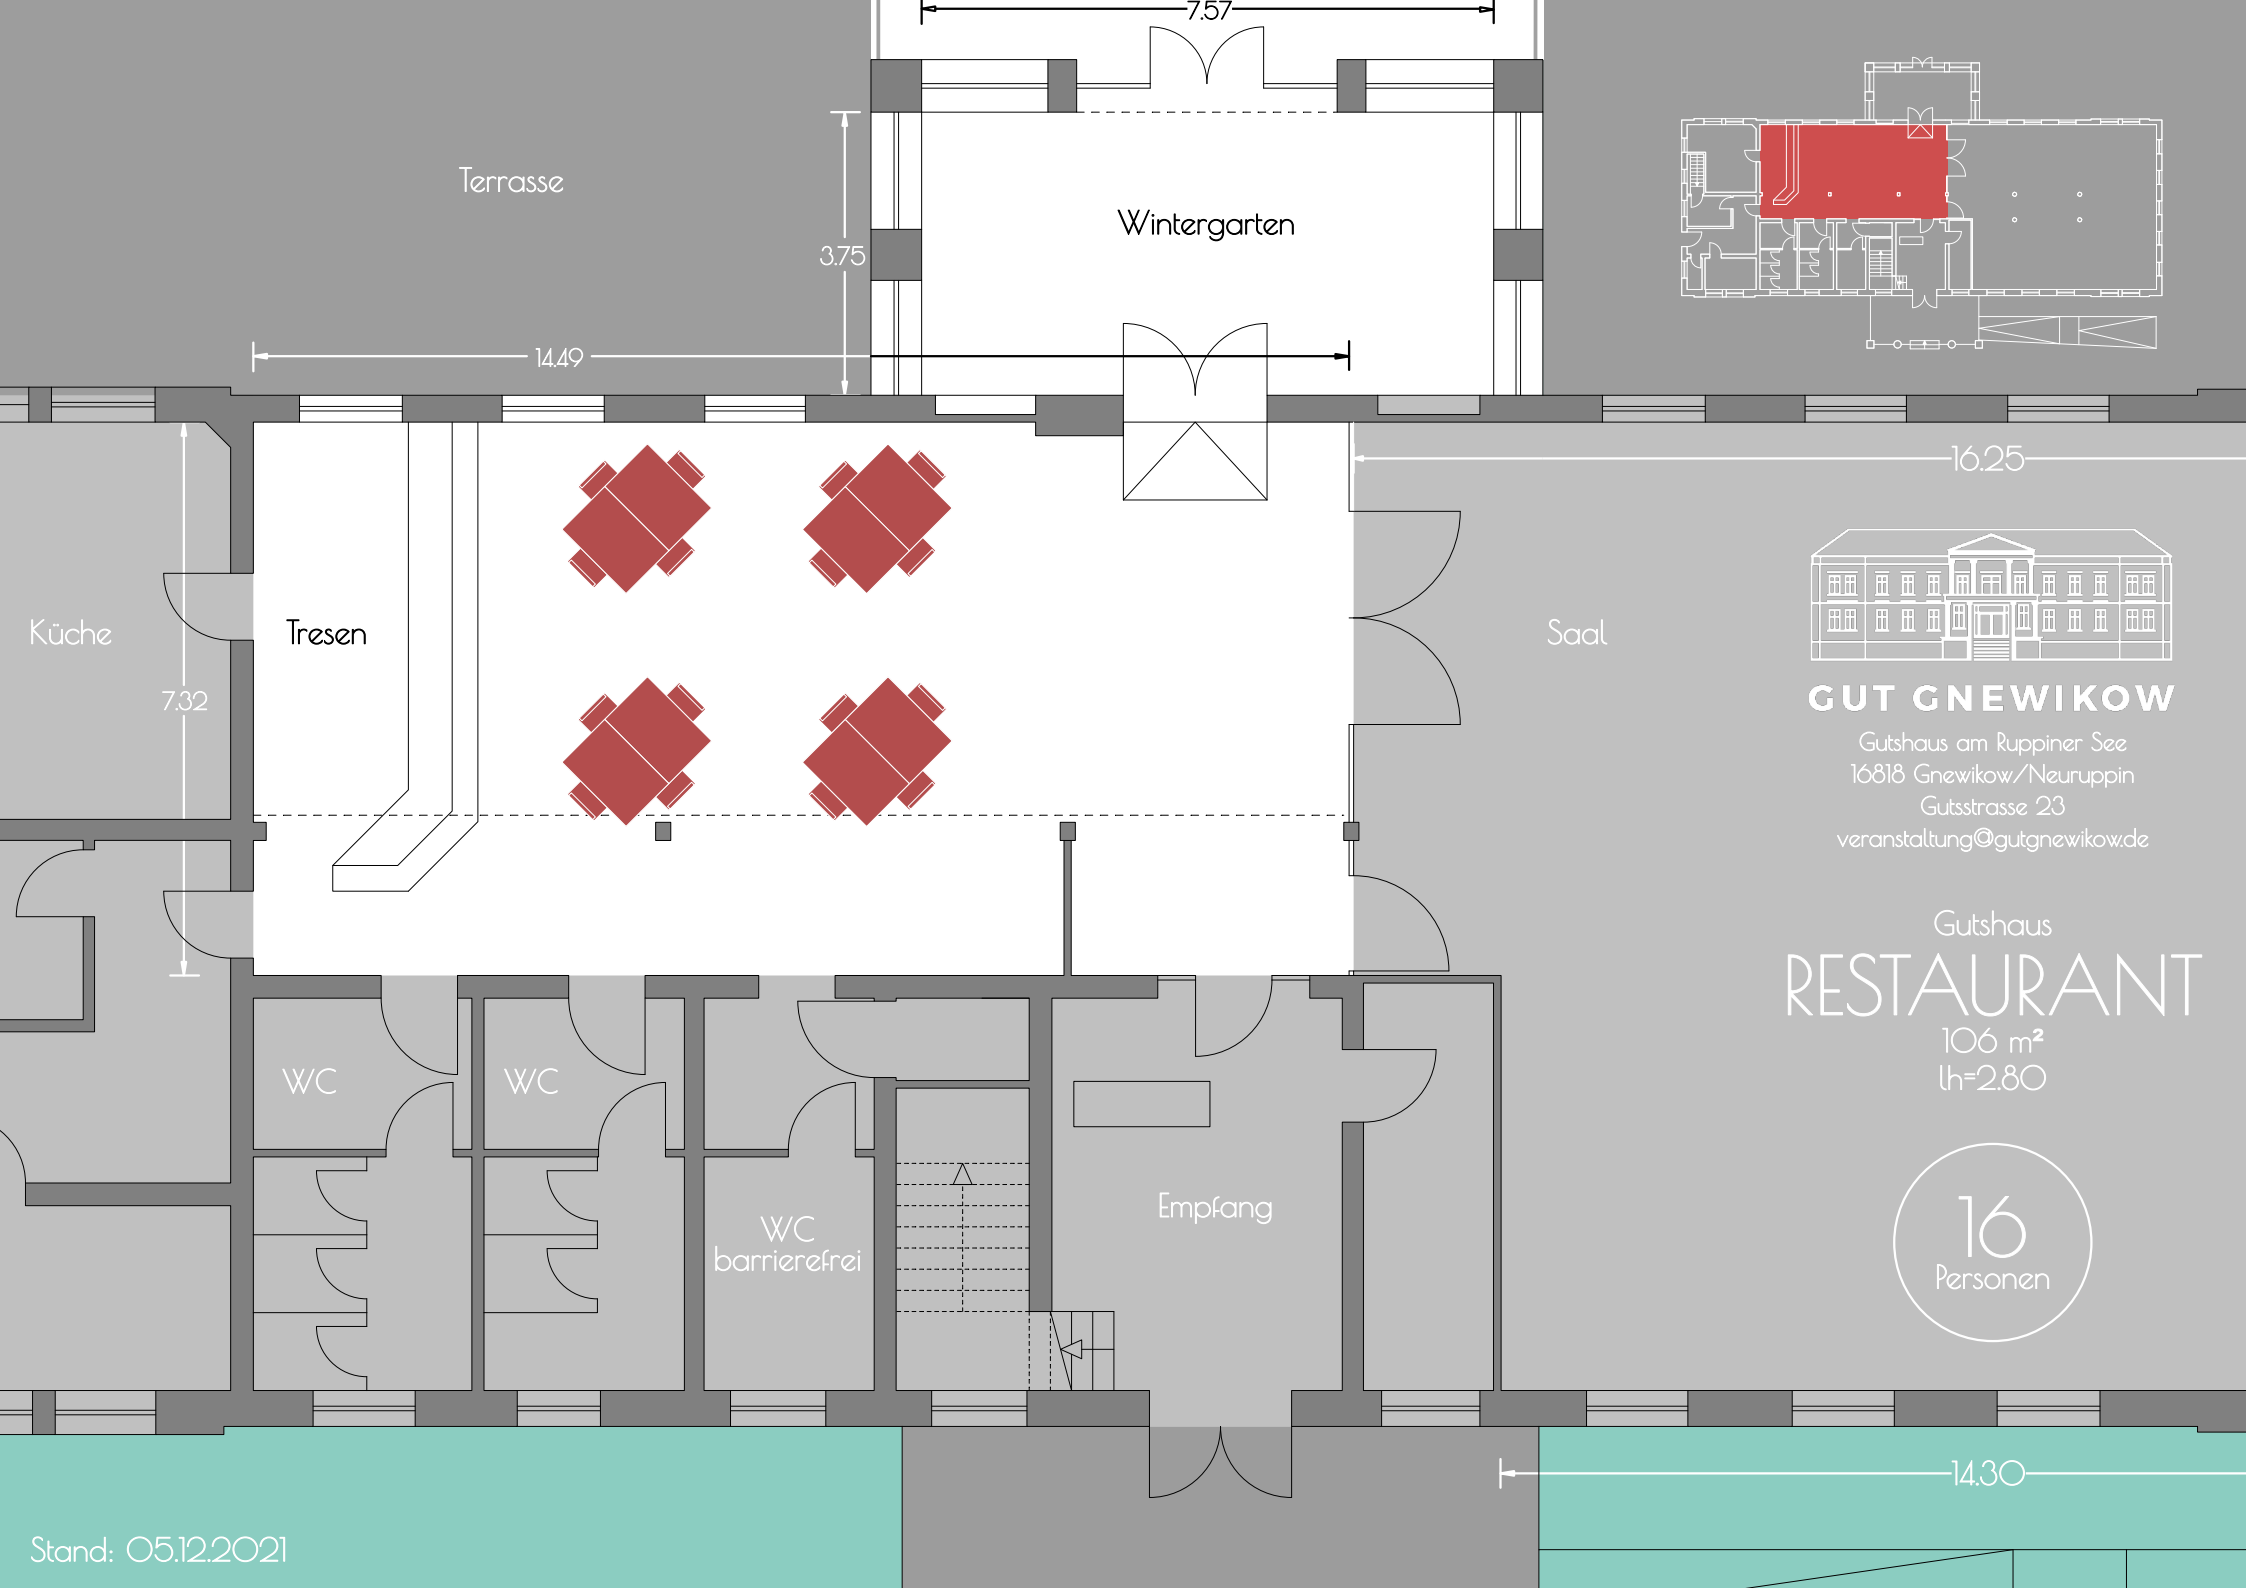 7.57
Terrasse
Wintergarten
3.75
14.49
16.25
Küche
Tresen
Saal
7.32
GUT GNEWIKOW
Gutshaus am Ruppiner See
16818 Gnewikow/Neuruppin
Gutsstrasse 23
veranstaltung@gutgnewikow.de
Gutshaus
RESTAURANT
106 m²
lh=2.80
WC
WC
WC
barrierefrei
Empfang
16
Personen
14.30
Stand: 05.12.2021